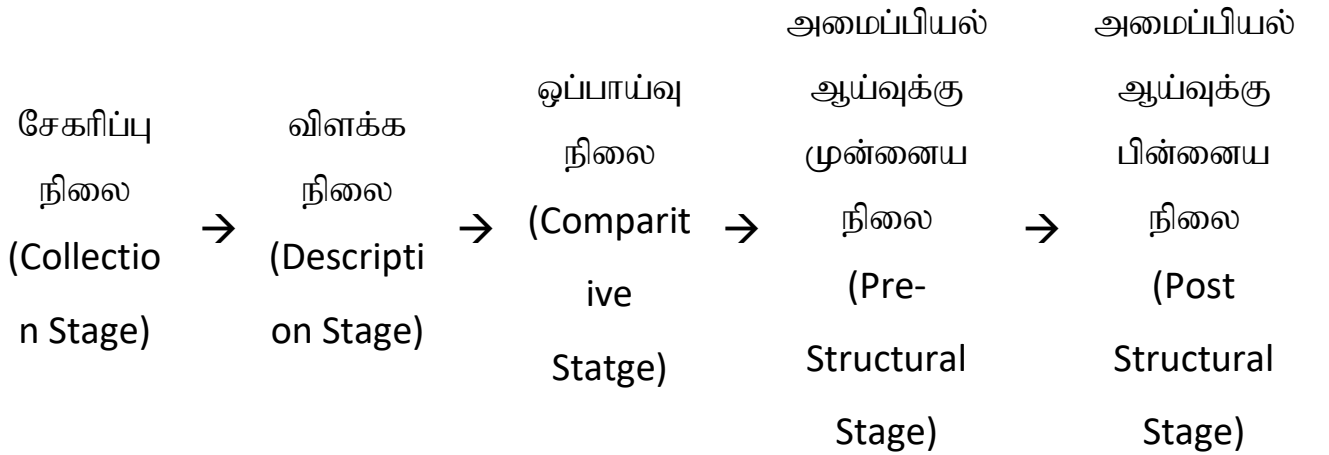 சேகரிப்பு
நிலை
(Collectio
n Stage)
→
விளக்க
நிலை
(Descripti
on Stage)
→
ஒப்பாய்வு
நிலை
(Comparit
ive
Statge)
→
அமைப்பியல்
ஆய்வுக்கு
முன்னைய
நிலை
(Pre-
Structural
Stage)
→
அமைப்பியல்
ஆய்வுக்கு
பின்னைய
நிலை
(Post
Structural
Stage)